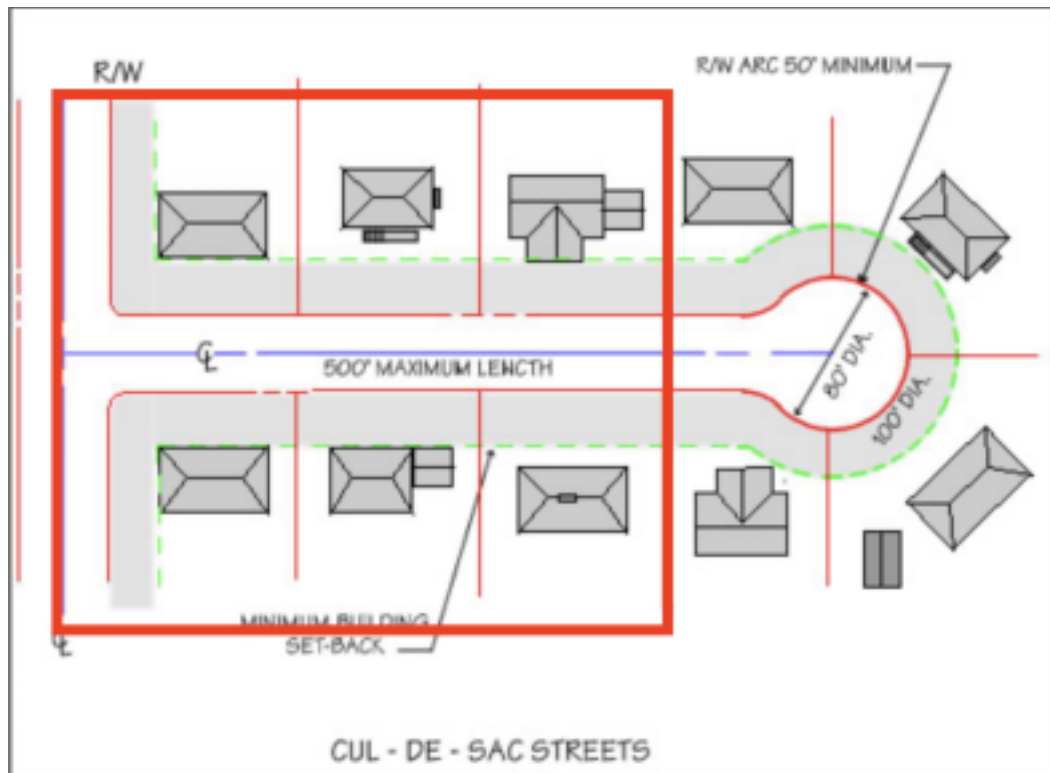 R/W
R/W ARC 50' MINIMUM
℄
500' MAXIMUM LENGTH
80' DIA.
100' DIA.
MINIMUM BUILDING
SET-BACK
℄
CUL - DE - SAC STREETS